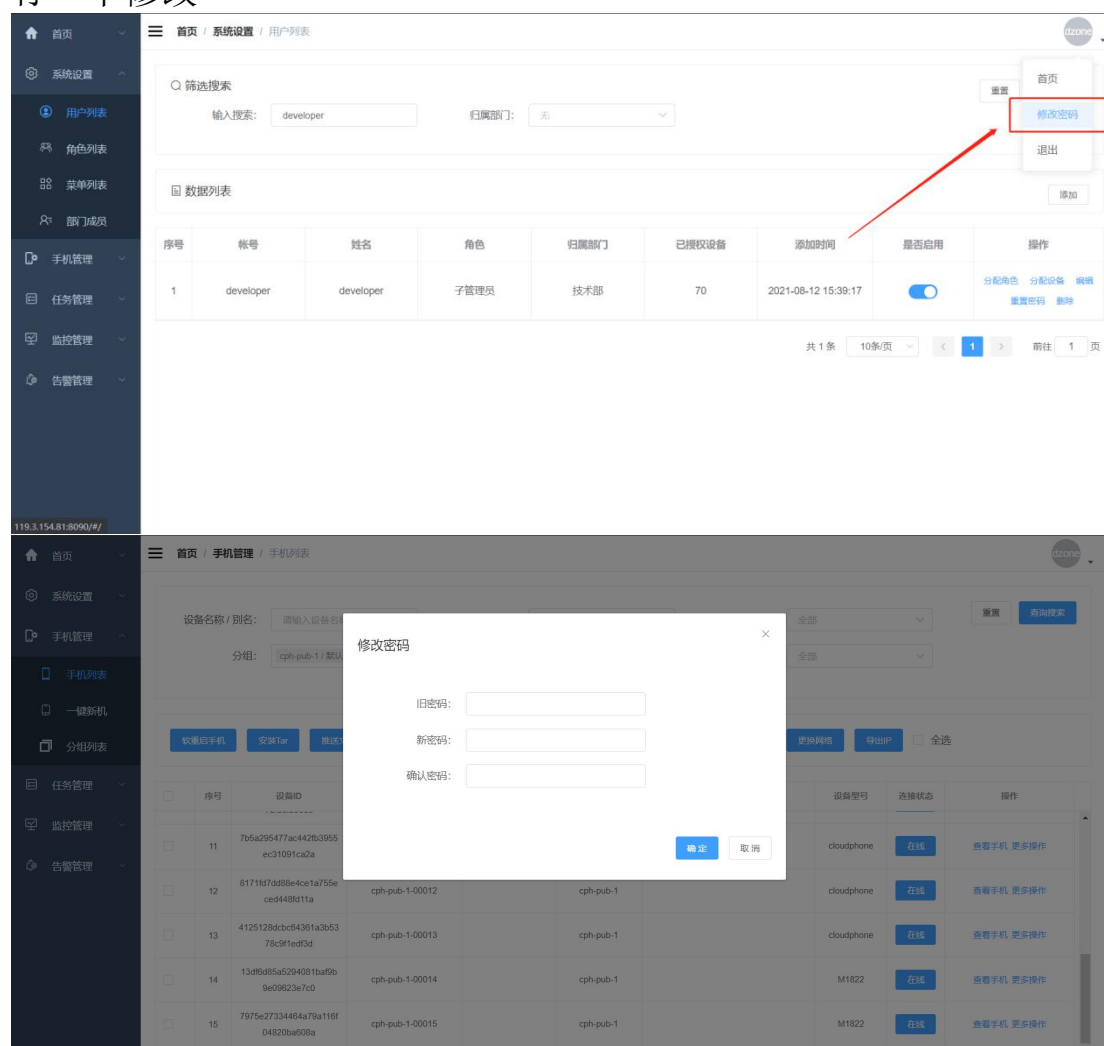 首页
首页 / 系统设置 / 用户列表
dzone
系统设置
筛选搜索
重置
首页
用户列表
输入搜索：
developer
归属部门：
无
修改密码
角色列表
退出
菜单列表
数据列表
添加
部门成员
序号 帐号 姓名 角色 归属部门 已授权设备 添加时间 是否启用 操作
手机管理
1 developer developer 子管理员 技术部 70 2021-08-12 15:39:17 分配角色 分配设备 编辑
重置密码 删除
任务管理
监控管理
共 1 条 10条/页 1 前往 1 页
告警管理
119.3.154.81:8090/#/
首页
首页 / 手机管理 / 手机列表
dzone
系统设置
设备名称 / 别名：
请输入设备名
全部
重置
查询搜索
手机管理
修改密码
分组：
cph-pub-1 / 默认
全部
手机列表
旧密码：
一键新机
新密码：
分组列表
软重启手机 安装Tar 推送 更换网络 导出IP 全选
确认密码：
任务管理
序号 设备ID 设备型号 连接状态 操作
监控管理
11 7b5a295477ac442fb3955
ec31091ca2a
cloudphone 在线 查看手机 更多操作
确 定 取 消
告警管理
12 8171fd7dd88e4ce1a755e
ced448fd11a
cph-pub-1-00012 cph-pub-1 cloudphone 在线 查看手机 更多操作
13 4125128dcbc64361a3b53
78c9f1edf3d
cph-pub-1-00013 cph-pub-1 cloudphone 在线 查看手机 更多操作
14 13df6d85a5294081baf9b
9e09623e7c0
cph-pub-1-00014 cph-pub-1 M1822 在线 查看手机 更多操作
15 7975e27334464a79a116f
04820ba608a
cph-pub-1-00015 cph-pub-1 M1822 在线 查看手机 更多操作